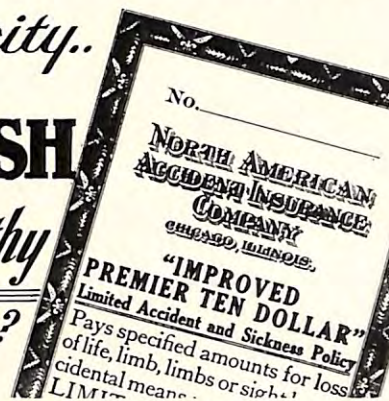 ity..
SH
hy
?
No.
NORTH AMERICAN
ACCIDENT INSURANCE
COMPANY
CHICAGO, ILLINOIS.
"IMPROVED
PREMIER TEN DOLLAR"
Limited Accident and Sickness Policy
Pays specified amounts for loss
of life, limb, limbs or sight
cidental means
LIMIT